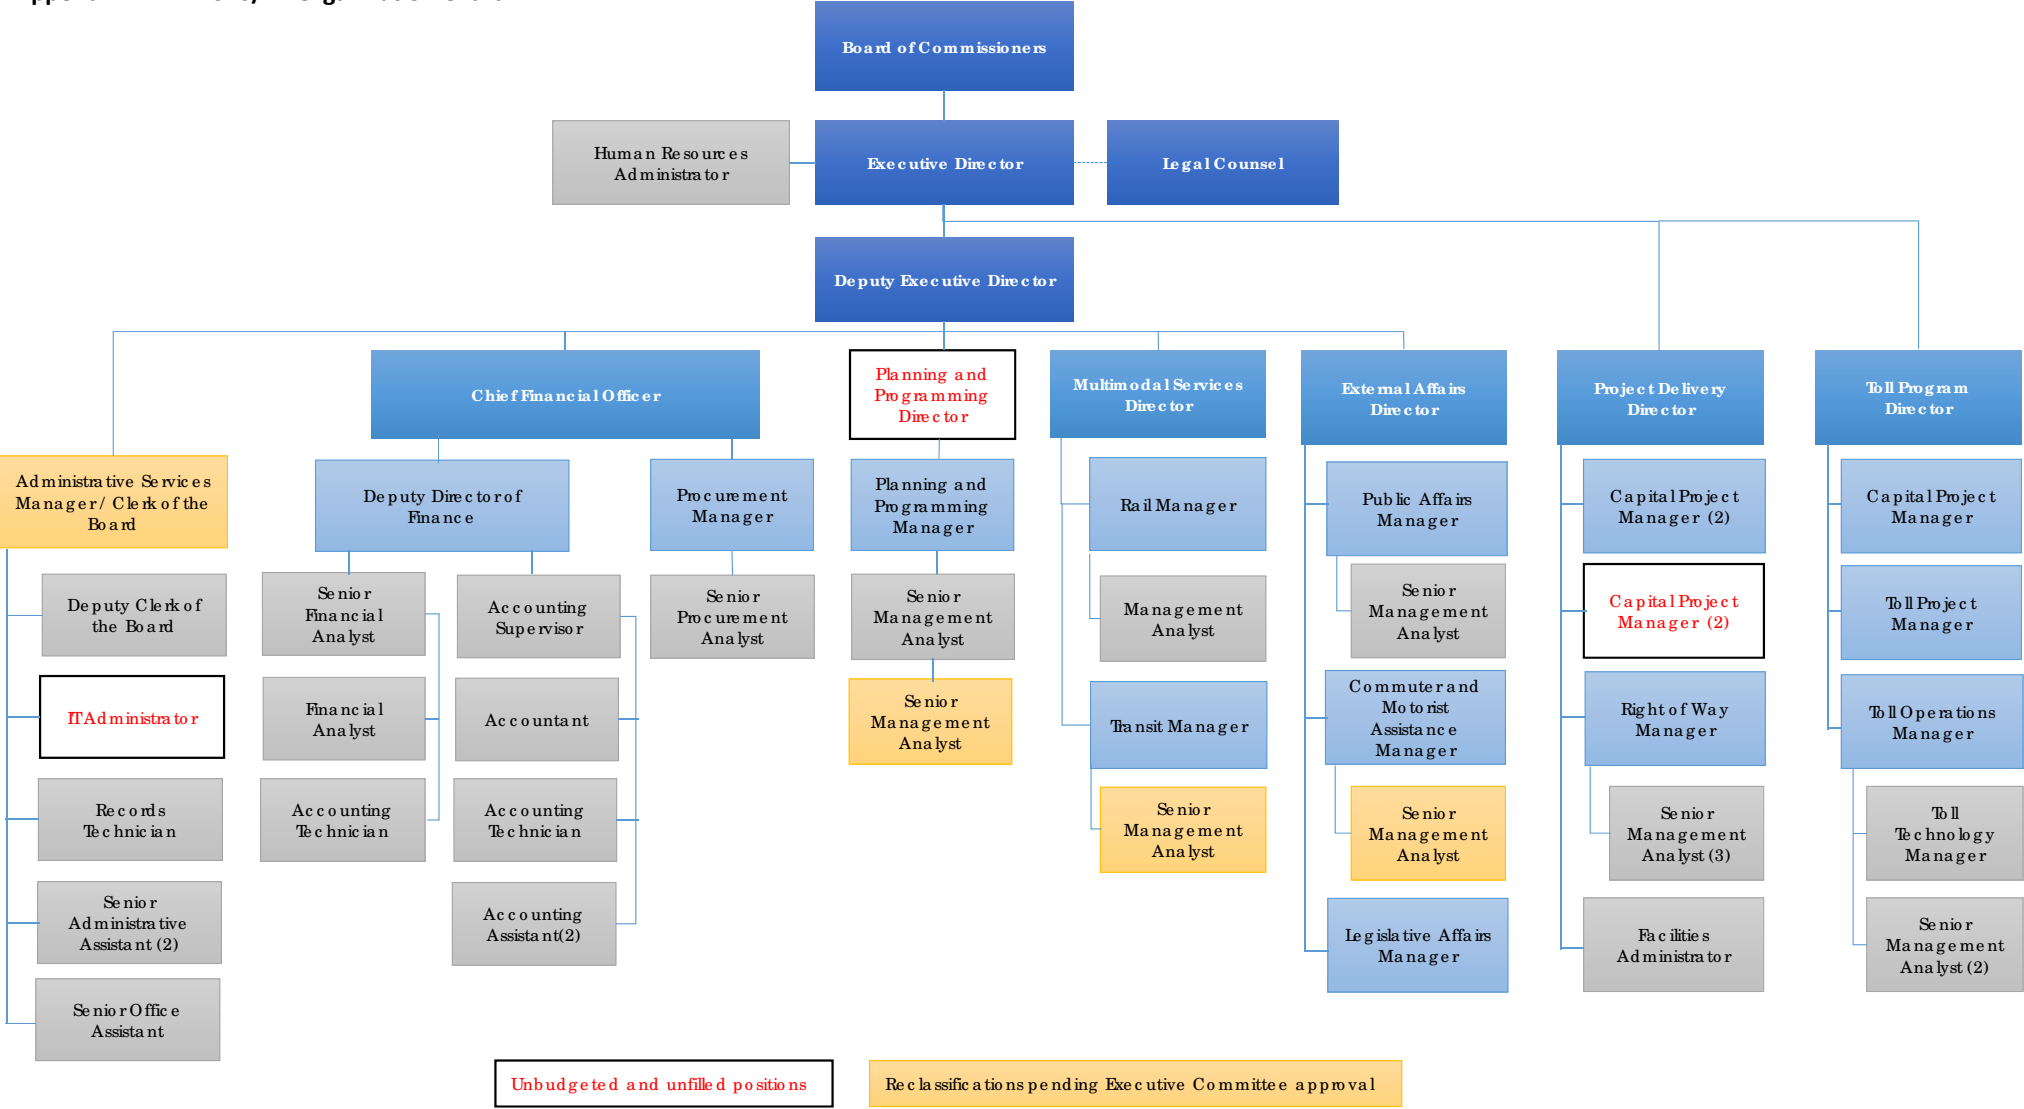 Board of Commissioners
Human Resources
Administrator
Executive Director
Legal Counsel
Deputy Executive Director
Chief Financial Officer
Planning and
Programming
Director
Multimodal Services
Director
External Affairs
Director
Project Delivery
Director
Toll Program
Director
Administrative Services
Manager / Clerk of the
Board
Deputy Director of
Finance
Procurement
Manager
Planning and
Programming
Manager
Rail Manager
Public Affairs
Manager
Capital Project
Manager (2)
Capital Project
Manager
Deputy Clerk of
the Board
Senior
Financial
Analyst
Accounting
Supervisor
Senior
Procurement
Analyst
Senior
Management
Analyst
Management
Analyst
Senior
Management
Analyst
Capital Project
Manager (2)
Toll Project
Manager
IT Administrator
Financial
Analyst
Accountant
Senior
Management
Analyst
Transit Manager
Commuter and
Motorist
Assistance
Manager
Right of Way
Manager
Toll Operations
Manager
Records
Technician
Accounting
Technician
Accounting
Technician
Senior
Management
Analyst
Senior
Management
Analyst
Senior
Management
Analyst (3)
Toll
Technology
Manager
Senior
Administrative
Assistant (2)
Accounting
Assistant(2)
Legislative Affairs
Manager
Facilities
Administrator
Senior
Management
Analyst (2)
Senior Office
Assistant
Unbudgeted and unfilled positions
Reclassifications pending Executive Committee approval